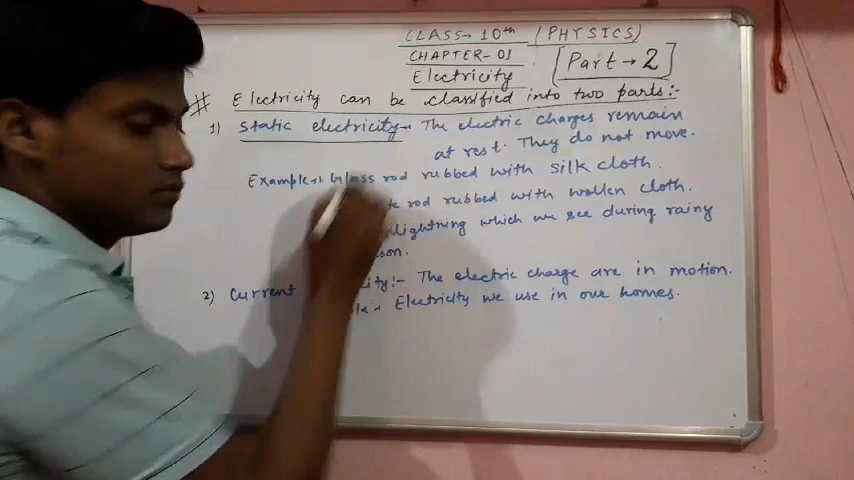 CLASS → 10th (PHYSICS)
CHAPTER - 01 [Part → 2]
Electricity
# Electricity can be classified into two parts:-
1) Static electricity → The electric charges remain
at rest. They do not move.
Example: Glass rod rubbed with silk cloth.
rod rubbed with wollen cloth.
lightning which we see during rainy
2) Current :- The electric charge are in motion.
Electricity we use in our homes.